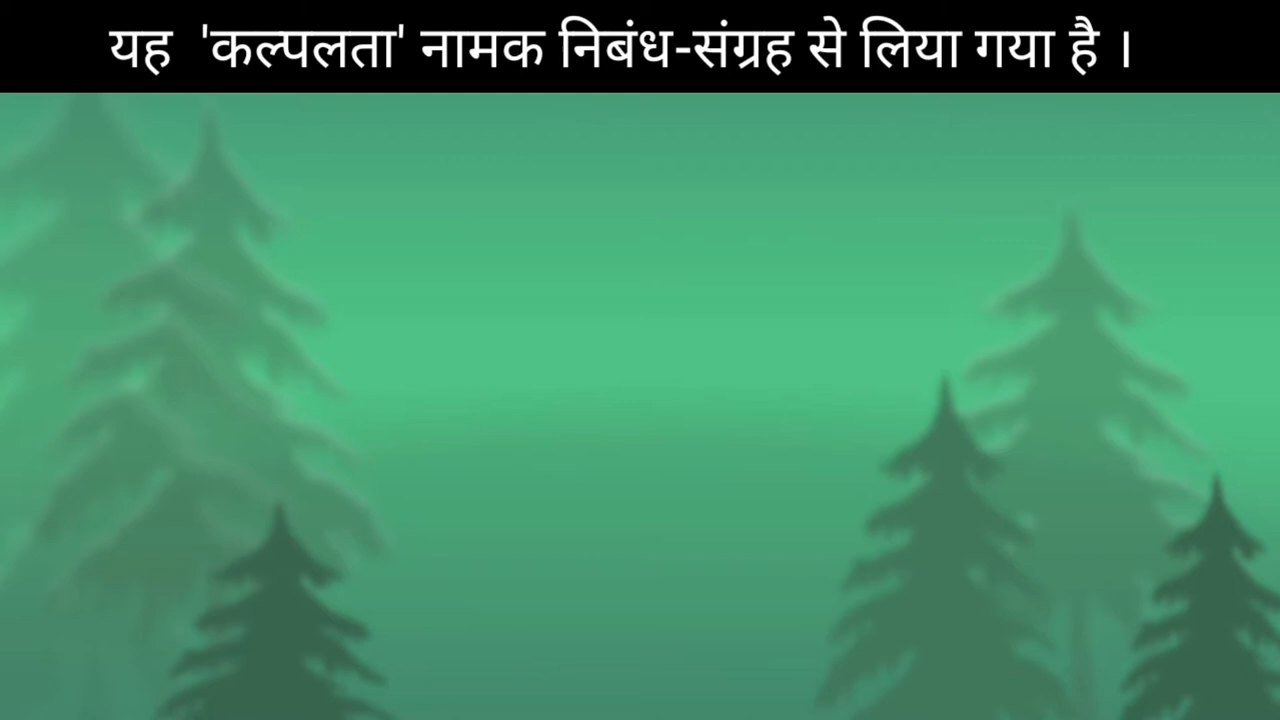 यह 'कल्पलता' नामक निबंध-संग्रह से लिया गया है ।